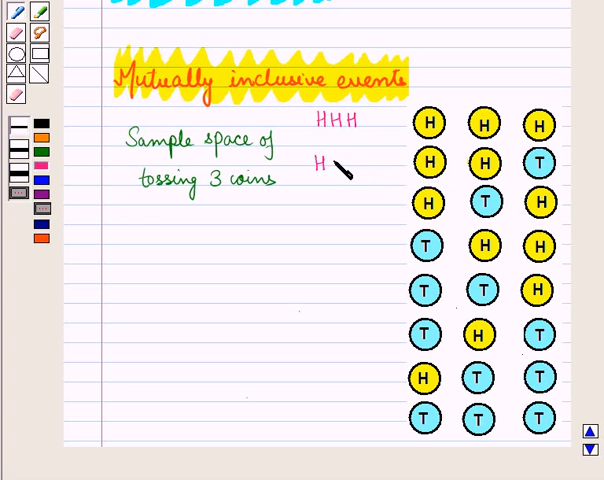 Mutually inclusive events
Sample space of
tossing 3 coins
HHH
H
H H H
H H T
H T H
T H H
T T H
T H T
H T T
T T T